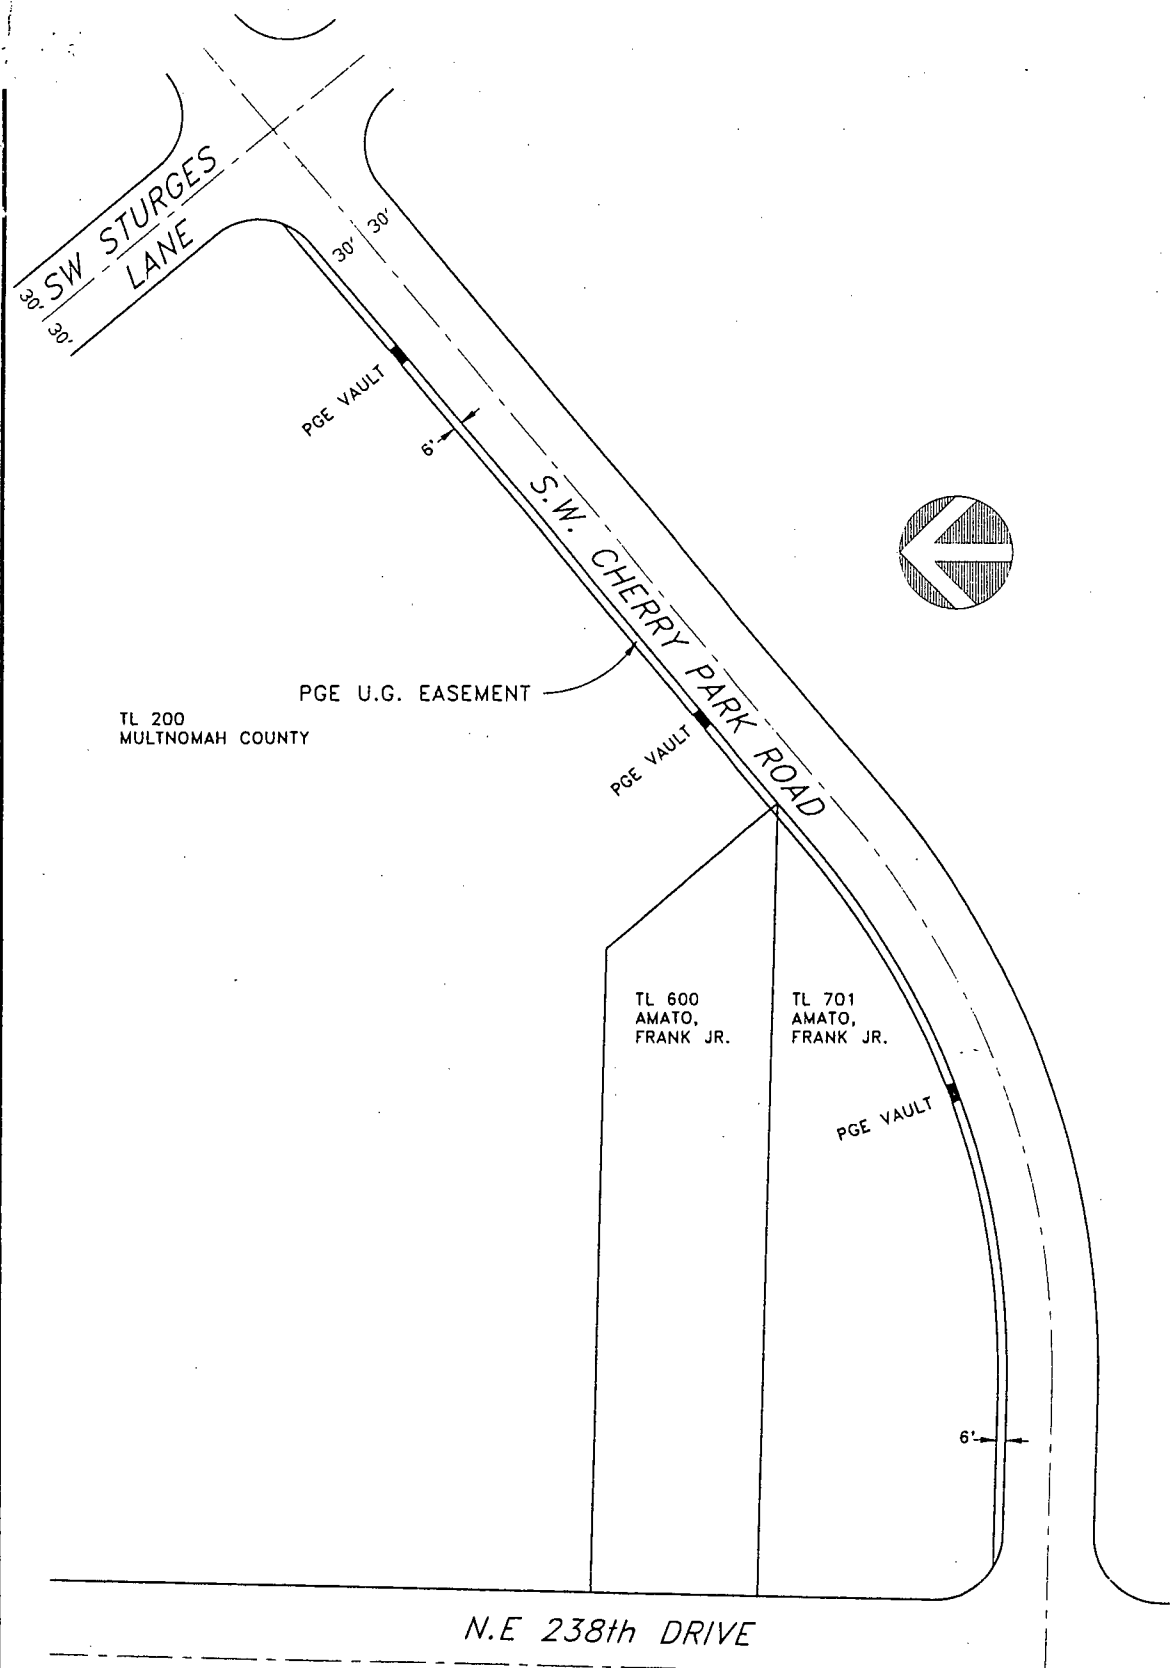 SW STURGES
LANE
30'
30'
30'
30'
PGE VAULT
6'
S.W. CHERRY PARK ROAD
PGE U.G. EASEMENT
TL 200
MULTNOMAH COUNTY
PGE VAULT
TL 600
AMATO,
FRANK JR.
TL 701
AMATO,
FRANK JR.
PGE VAULT
6'
N.E 238th DRIVE